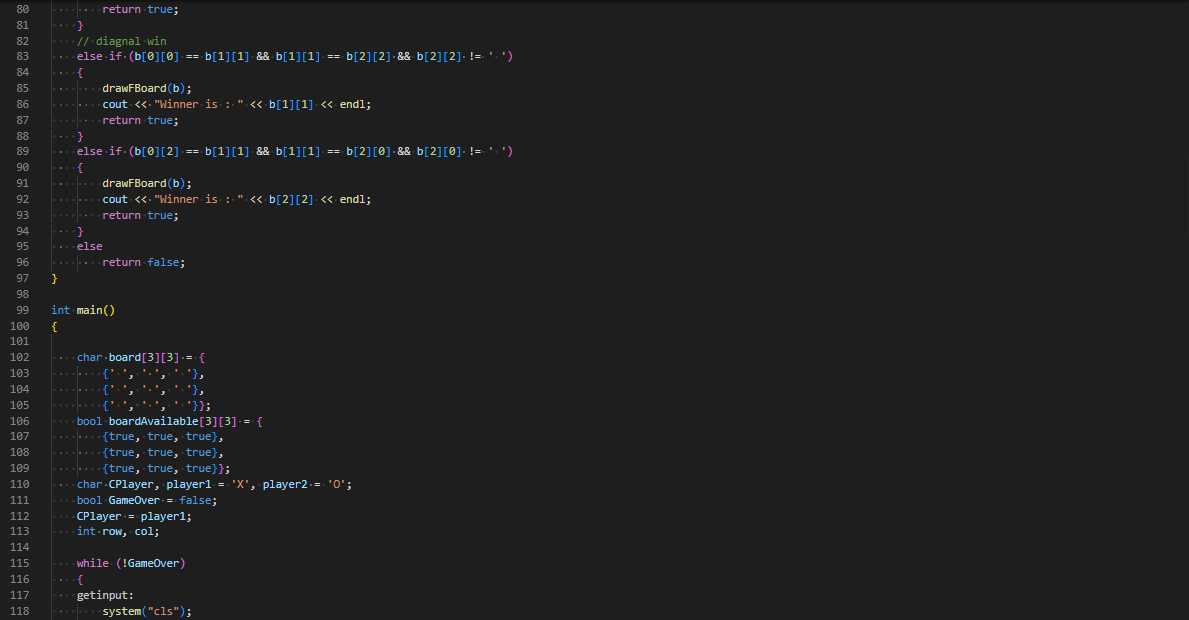 80 return true;
81 }
82 // diagnal win
83 else if (b[0][0] == b[1][1] && b[1][1] == b[2][2] && b[2][2] != ' ')
84 {
85 drawFBoard(b);
86 cout << "Winner is : " << b[1][1] << endl;
87 return true;
88 }
89 else if (b[0][2] == b[1][1] && b[1][1] == b[2][0] && b[2][0] != ' ')
90 {
91 drawFBoard(b);
92 cout << "Winner is : " << b[2][2] << endl;
93 return true;
94 }
95 else
96 return false;
97 }
98
99 int main()
100 {
101
102 char board[3][3] = {
103 {' ', ' ', ' '},
104 {' ', ' ', ' '},
105 {' ', ' ', ' '}};
106 bool boardAvailable[3][3] = {
107 {true, true, true},
108 {true, true, true},
109 {true, true, true}};
110 char CPlayer, player1 = 'X', player2 = 'O';
111 bool GameOver = false;
112 CPlayer = player1;
113 int row, col;
114
115 while (!GameOver)
116 {
117 getinput:
118 system("cls");